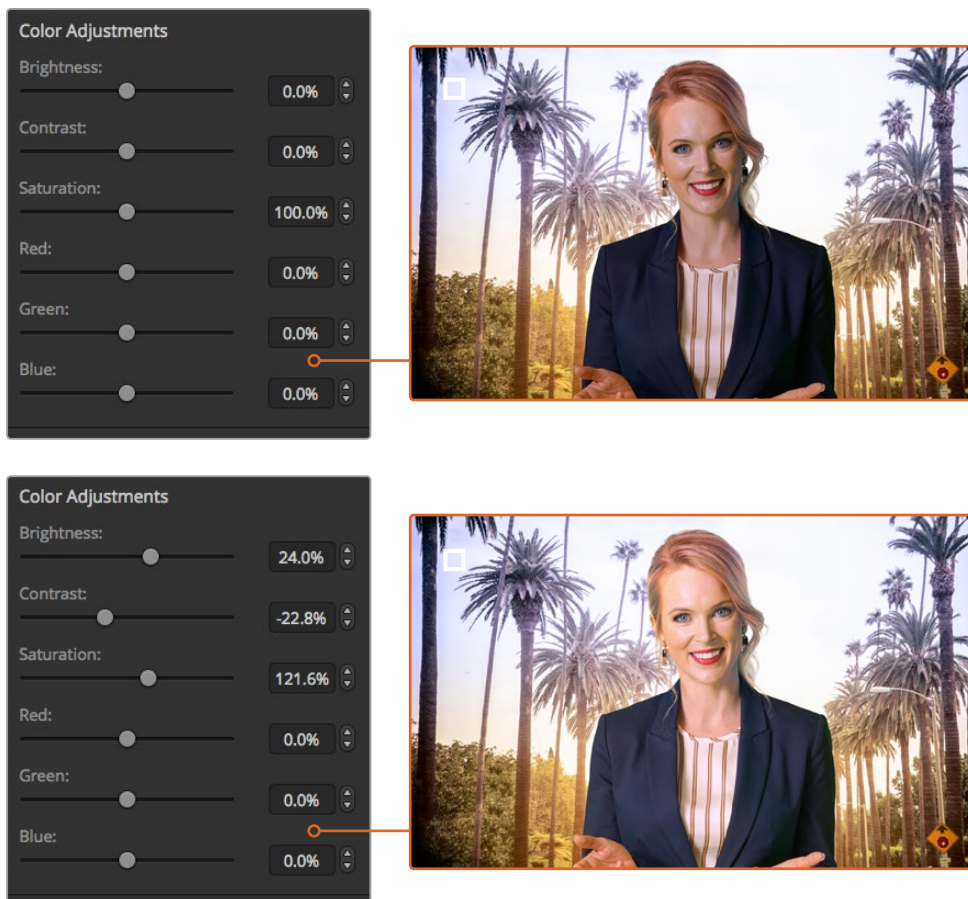 Color Adjustments
Brightness:
0.0%
Contrast:
0.0%
Saturation:
100.0%
Red:
0.0%
Green:
0.0%
Blue:
0.0%
Color Adjustments
Brightness:
24.0%
Contrast:
-22.8%
Saturation:
121.6%
Red:
0.0%
Green:
0.0%
Blue:
0.0%